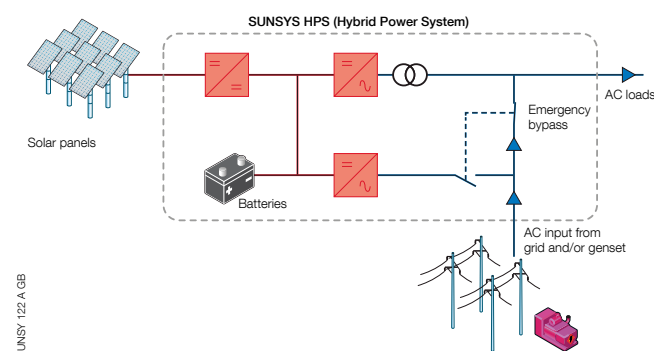 SUNSYS HPS (Hybrid Power System)
AC loads
Emergency
bypass
Solar panels
Batteries
AC input from
grid and/or genset
UNSY 122 A GB